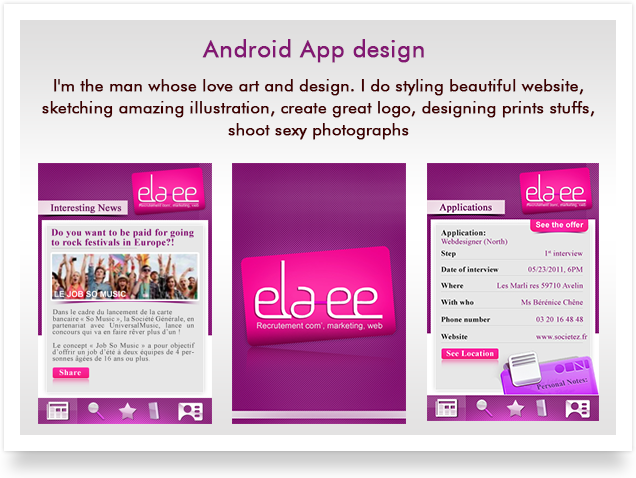 Android App design
I'm the man whose love art and design. I do styling beautiful website,
sketching amazing illustration, create great logo, designing prints stuffs,
shoot sexy photographs
ela ee
Recrutement com', marketing, web
Interesting News
Do you want to be paid for going
to rock festivals in Europe?!
LE JOB SO MUSIC
Dans le cadre du lancement de la carte
bancaire « So Music », la Société Générale, en
partenariat avec UniversalMusic, lance un
concours qui va en faire rêver plus d'un !
Le concept « Job So Music » a pour objectif
d'offrir un job d'été à deux équipes de 4 per-
sonnes âgées de 16 ans ou plus.
Share
ela ee
Recrutement com', marketing, web
ela ee
Recrutement com', marketing, web
Applications
See the offer
Application:
Webdesigner (North)
Step 1st interview
Date of interview 05/23/2011, 6PM
Where Les Marli res 59710 Avelin
With who Ms Bérénice Chêne
Phone number 03 20 16 48 48
Website www.societez.fr
See Location
Personal Notes: